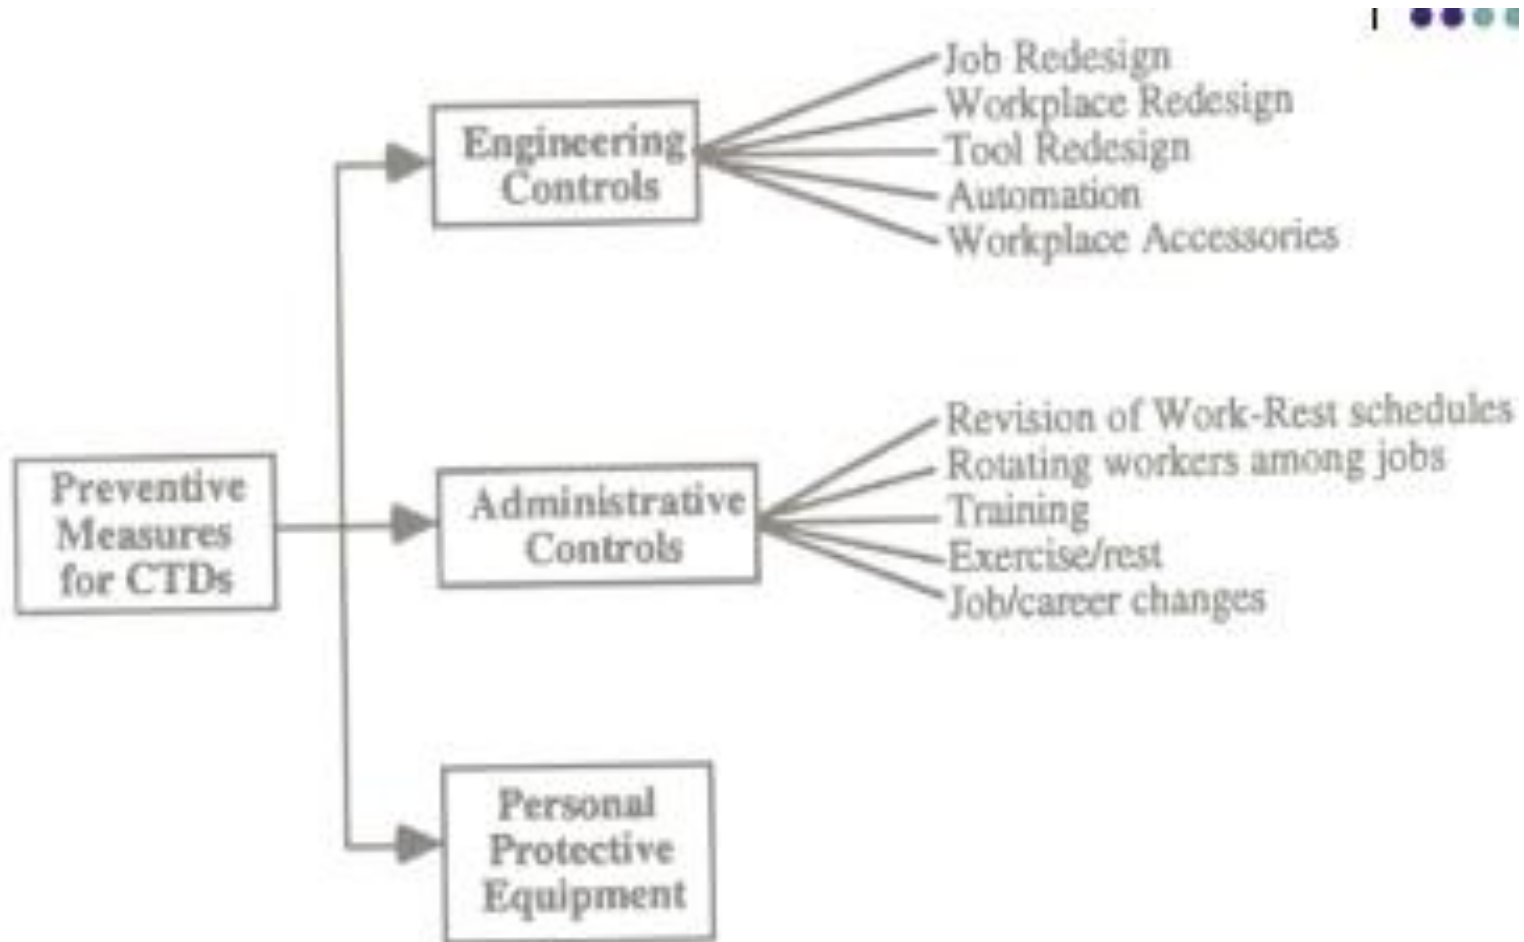 Job Redesign
Workplace Redesign
Engineering
Controls
Tool Redesign
Automation
Workplace Accessories
Preventive
Measures
for CTDs
Administrative
Controls
Revision of Work-Rest schedules
Rotating workers among jobs
Training
Exercise/rest
Job/career changes
Personal
Protective
Equipment